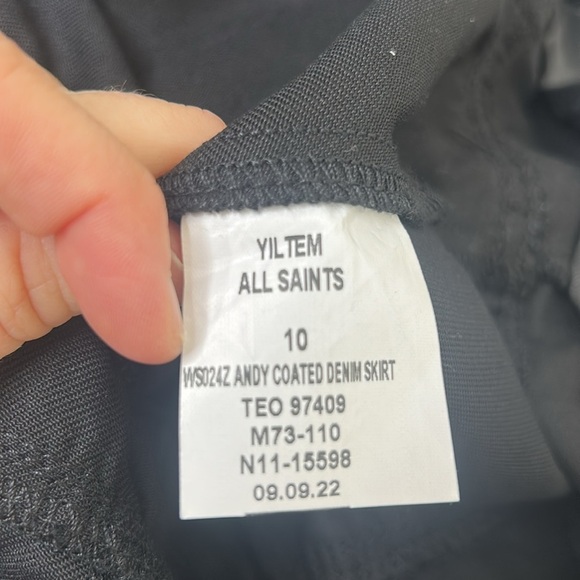 YILTEM
ALL SAINTS
10
WS024Z ANDY COATED DENIM SKIRT
TEO 97409
M73-110
N11-15598
09.09.22